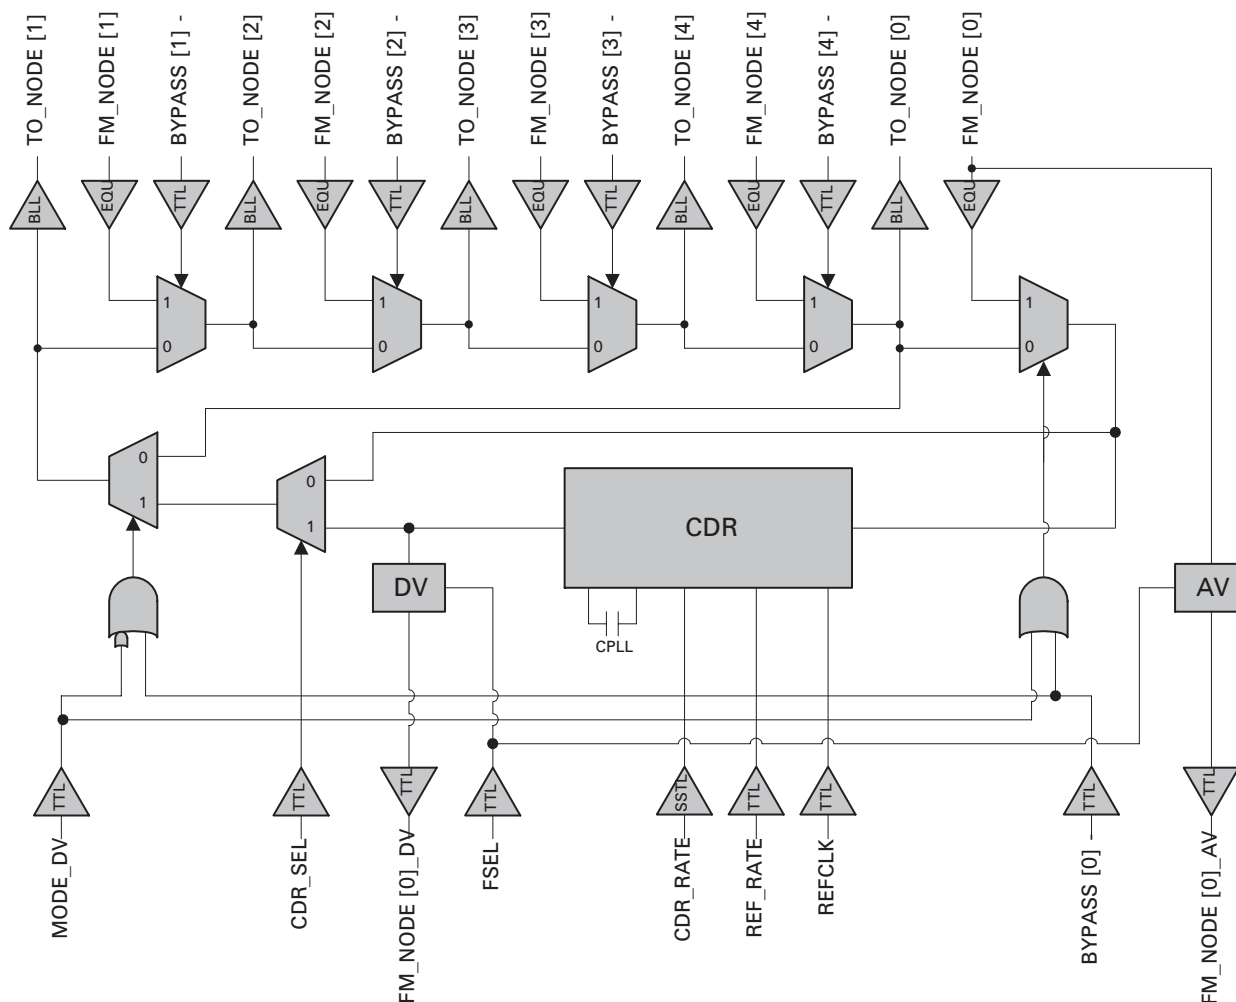 TO_NODE [1]
FM_NODE [1]
BYPASS [1] -
TO_NODE [2]
FM_NODE [2]
BYPASS [2] -
TO_NODE [3]
FM_NODE [3]
BYPASS [3] -
TO_NODE [4]
FM_NODE [4]
BYPASS [4] -
TO_NODE [0]
FM_NODE [0]
BLL
EQU
TTL
BLL
EQU
TTL
BLL
EQU
TTL
BLL
EQU
TTL
BLL
EQU
1
0
1
0
1
0
1
0
1
0
0
1
0
1
CDR
DV
AV
CPLL
TTL
TTL
TTL
TTL
SSTL
TTL
TTL
TTL
TTL
MODE_DV
CDR_SEL
FM_NODE [0]_DV
FSEL
CDR_RATE
REF_RATE
REFCLK
BYPASS [0] -
FM_NODE [0]_AV